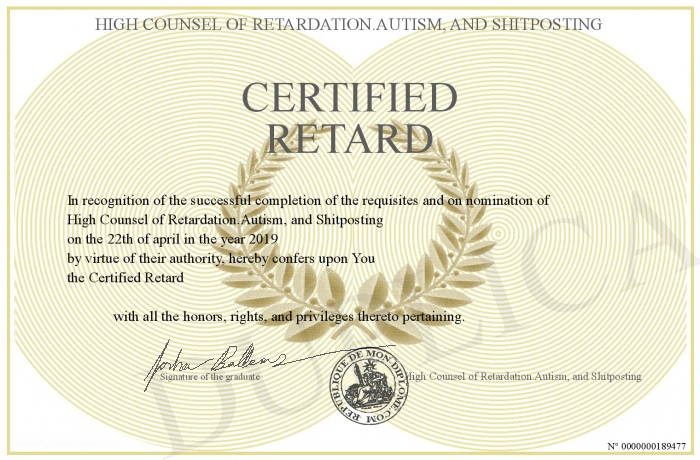 HIGH COUNSEL OF RETARDATION.AUTISM, AND SHITPOSTING
CERTIFIED
RETARD
In recognition of the successful completion of the requisites and on nomination of
High Counsel of Retardation.Autism, and Shitposting
on the 22th of april in the year 2019
by virtue of their authority, hereby confers upon You
the Certified Retard
with all the honors, rights, and privileges thereto pertaining.
Signature of the graduate
REPUBLIQUE DE MON-DIPLOME.COM
High Counsel of Retardation.Autism, and Shitposting
DUPLICATA
N° 0000000189477